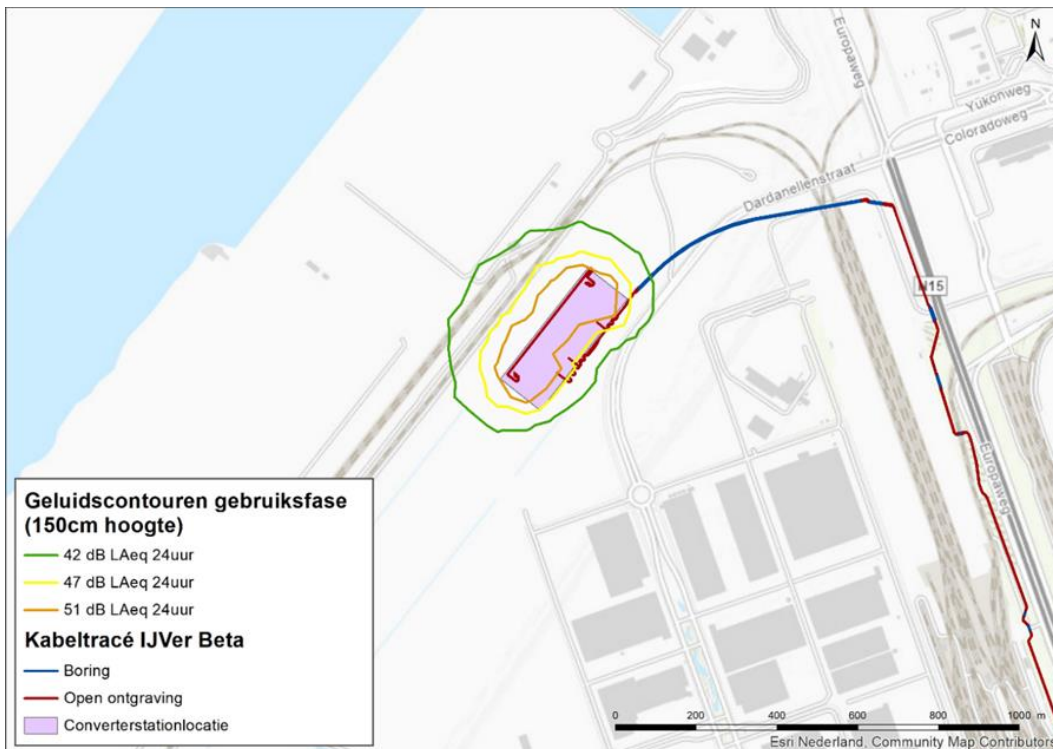 N
Europaweg
Yukonweg
Coloradoweg
Dardanellenstraat
N15
Europaweg
Geluidscontouren gebruiksfase
(150cm hoogte)
42 dB LAeq 24uur
47 dB LAeq 24uur
51 dB LAeq 24uur
Kabeltracé IJVer Beta
Boring
Open ontgraving
Converterstationlocatie
0 200 400 600 800 1000 m
Esri Nederland, Community Map Contributors